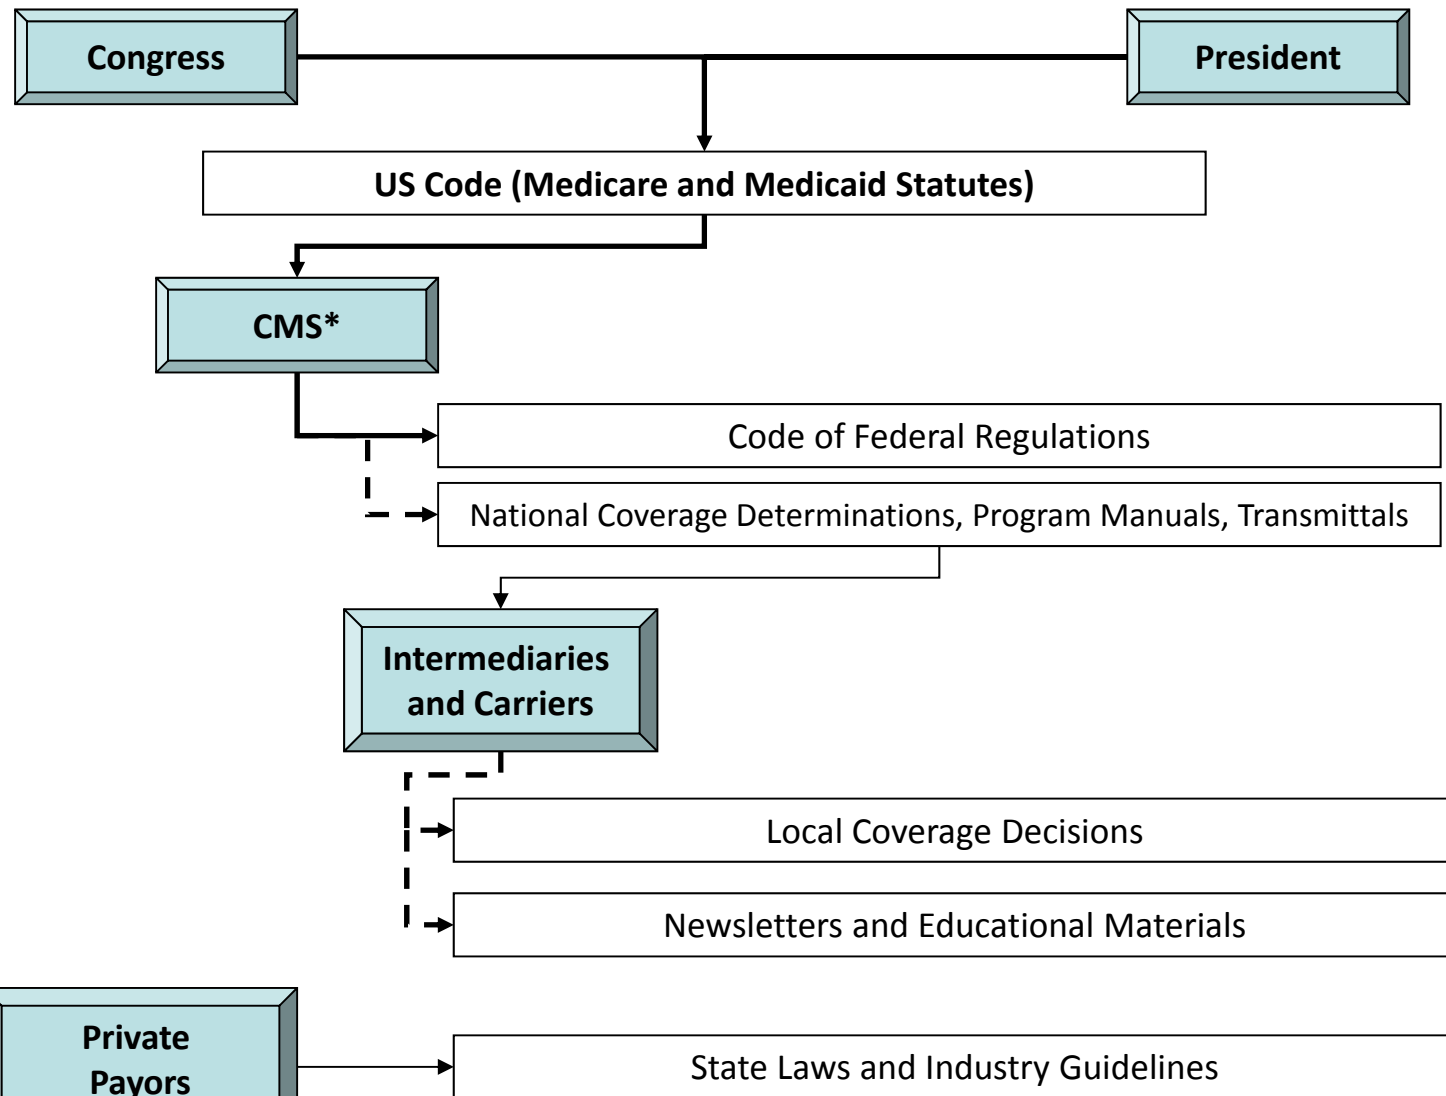 Congress
President
US Code (Medicare and Medicaid Statutes)
CMS*
Code of Federal Regulations
National Coverage Determinations, Program Manuals, Transmittals
Intermediaries
and Carriers
Local Coverage Decisions
Newsletters and Educational Materials
Private
Payors
State Laws and Industry Guidelines